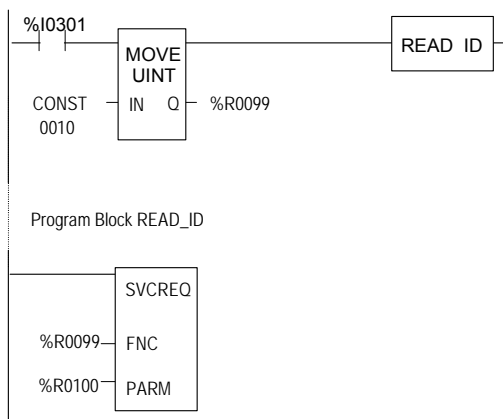 %I0301
MOVE
UINT
READ ID
CONST
0010
IN Q
%R0099
Program Block READ_ID
SVCREQ
%R0099
FNC
%R0100
PARM